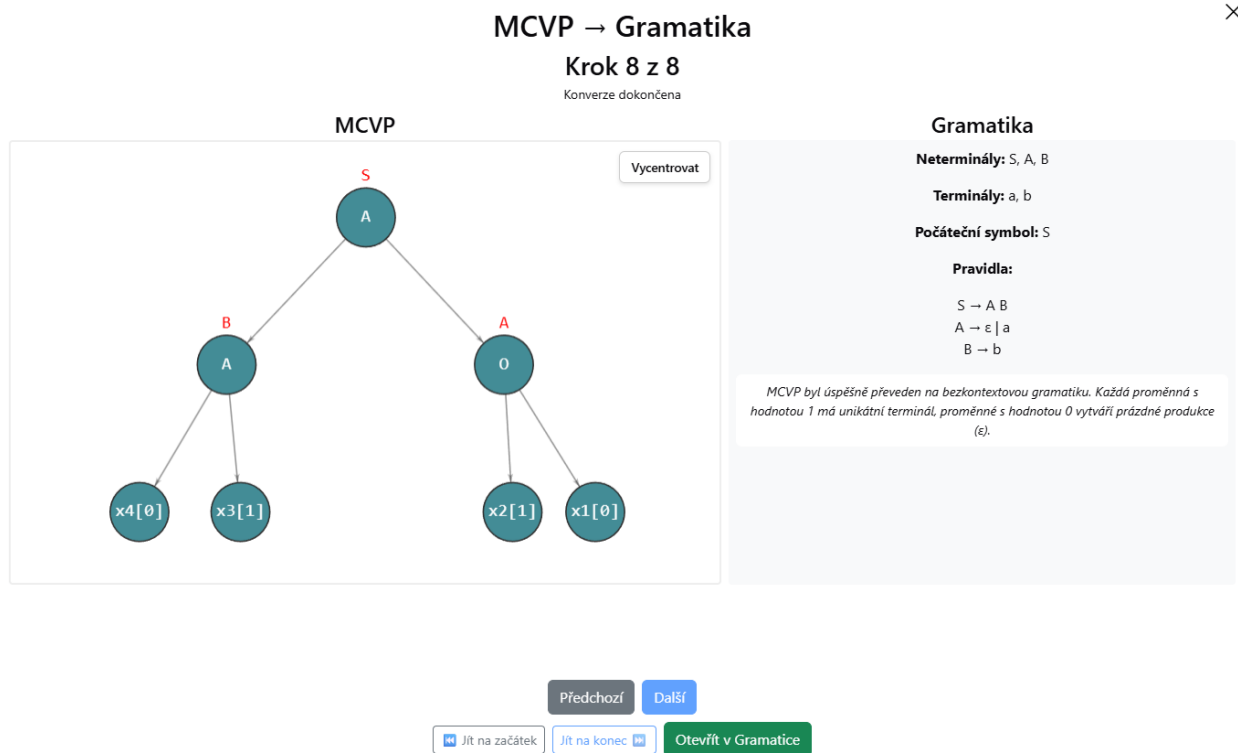 MCVP → Gramatika
Krok 8 z 8
Konverze dokončena
MCVP
Vycentrovat
S
A
B
A
A
O
x4[0]
x3[1]
x2[1]
x1[0]
Gramatika
Neterminály: S, A, B
Terminály: a, b
Počáteční symbol: S
Pravidla:
S → A B
A → ε | a
B → b
MCVP byl úspěšně převeden na bezkontextovou gramatiku. Každá proměnná s
hodnotou 1 má unikátní terminál, proměnné s hodnotou 0 vytváří prázdné produkce
(ε).
Předchozí
Další
⏮ Jít na začátek
Jít na konec ⏭
Otevřít v Gramatice